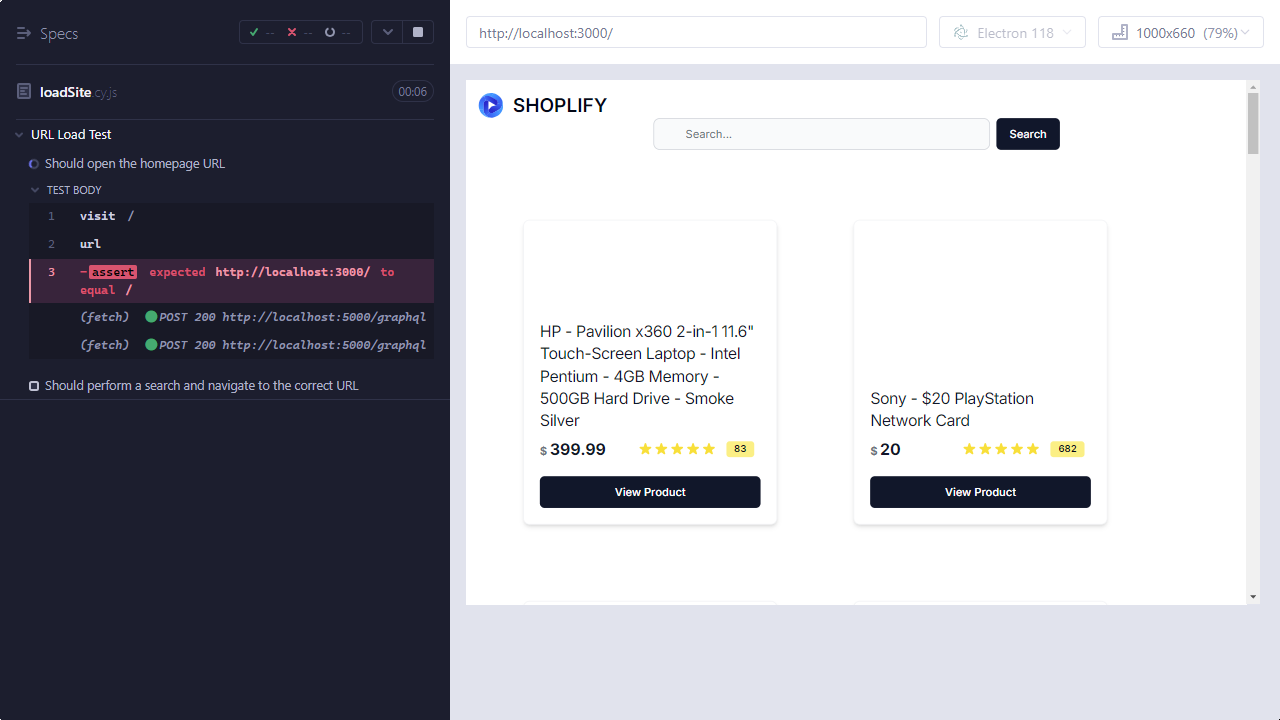 Specs
--
--
--
loadSite.cy.js
00:06
URL Load Test
Should open the homepage URL
TEST BODY
1 visit /
2 url
3 -assert expected http://localhost:3000/ to
equal /
(fetch) POST 200 http://localhost:5000/graphql
(fetch) POST 200 http://localhost:5000/graphql
Should perform a search and navigate to the correct URL
http://localhost:3000/
Electron 118
1000x660 (79%)
SHOPLIFY
Search...
Search
HP - Pavilion x360 2-in-1 11.6"
Touch-Screen Laptop - Intel
Pentium - 4GB Memory -
500GB Hard Drive - Smoke
Silver
$ 399.99
83
View Product
Sony - $20 PlayStation
Network Card
$ 20
682
View Product